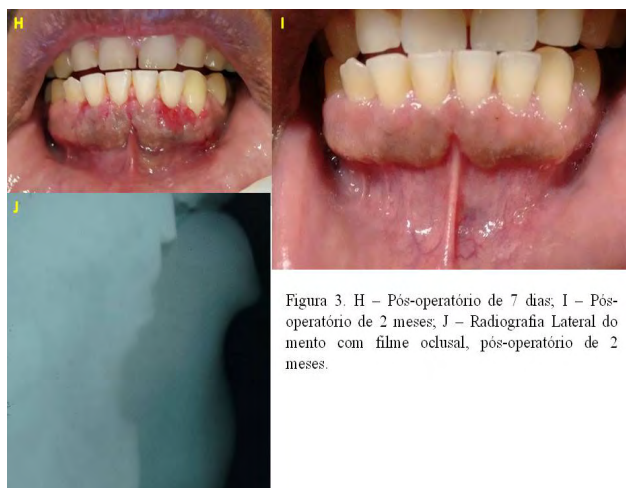 H
I
J
Figura 3. H – Pós-operatório de 7 dias; I – Pós-
operatório de 2 meses; J – Radiografia Lateral do
mento com filme oclusal, pós-operatório de 2
meses.